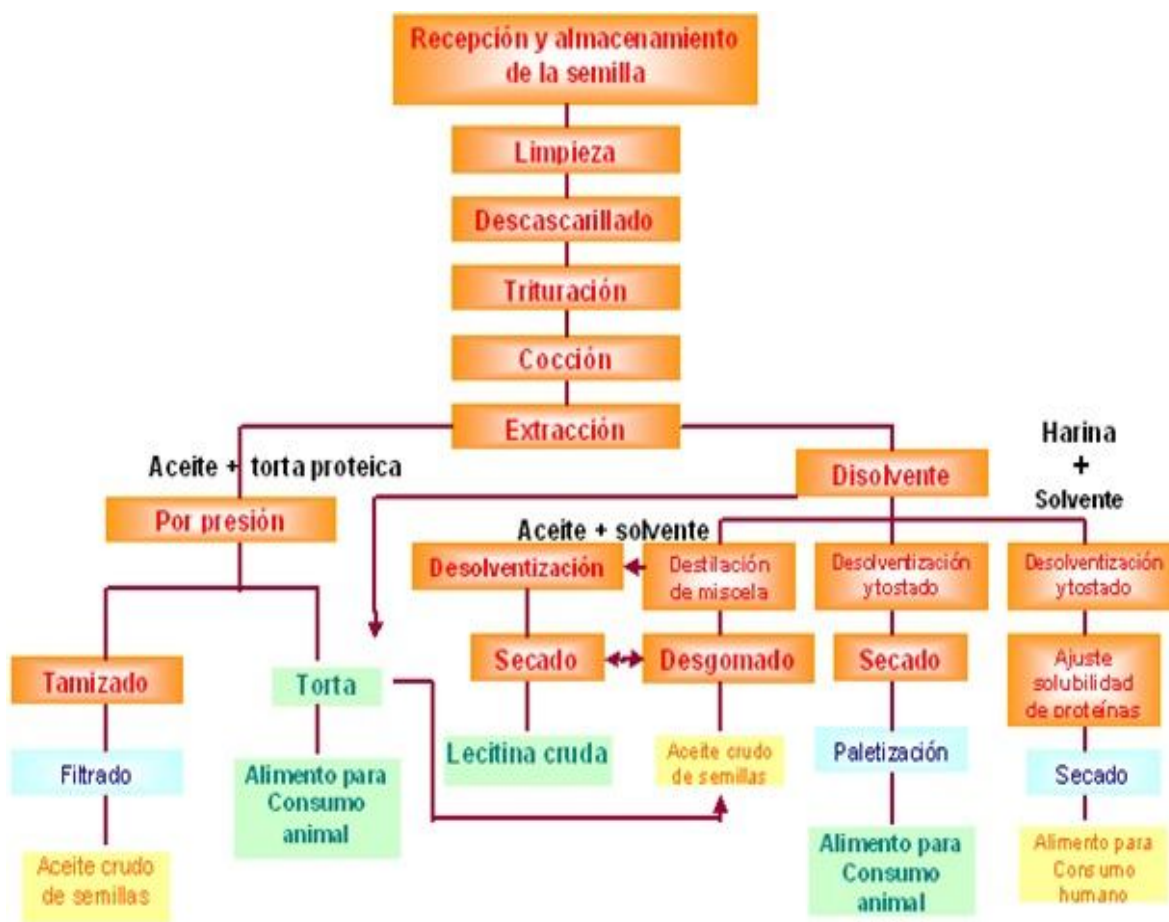 Recepción y almacenamiento
de la semilla
Limpieza
Descascarillado
Trituración
Cocción
Extracción
Aceite + torta proteica
Harina
+
Solvente
Disolvente
Por presión
Aceite + solvente
Desolventización
Destilación
de miscela
Desolventización
y tostado
Desolventización
y tostado
Tamizado
Torta
Secado
Desgomado
Secado
Ajuste
solubilidad
de proteínas
Filtrado
Alimento para
Consumo
animal
Lecitina cruda
Aceite crudo
de semillas
Paletización
Secado
Aceite crudo
de semillas
Alimento para
Consumo
animal
Alimento para
Consumo
humano